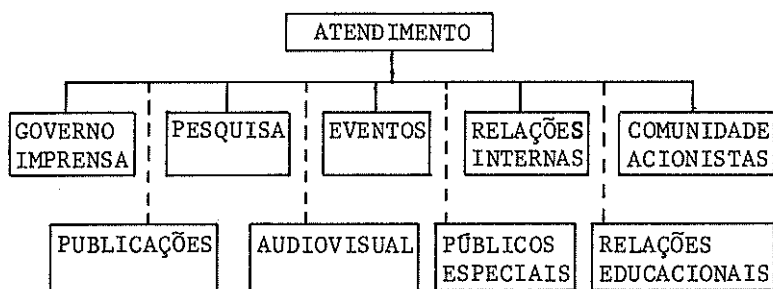 ATENDIMENTO
GOVERNO
IMPRENSA
PESQUISA
EVENTOS
RELAÇÕES
INTERNAS
COMUNIDADE
ACIONISTAS
PUBLICAÇÕES
AUDIOVISUAL
PÚBLICOS
ESPECIAIS
RELAÇÕES
EDUCACIONAIS